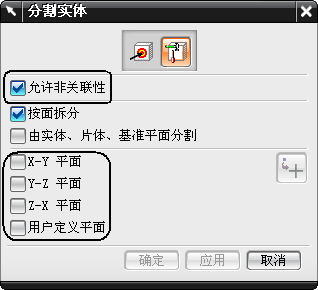 分割实体
允许非关联性
按面拆分
由实体、片体、基准平面分割
X-Y 平面
Y-Z 平面
Z-X 平面
用户定义平面
确定 应用 取消